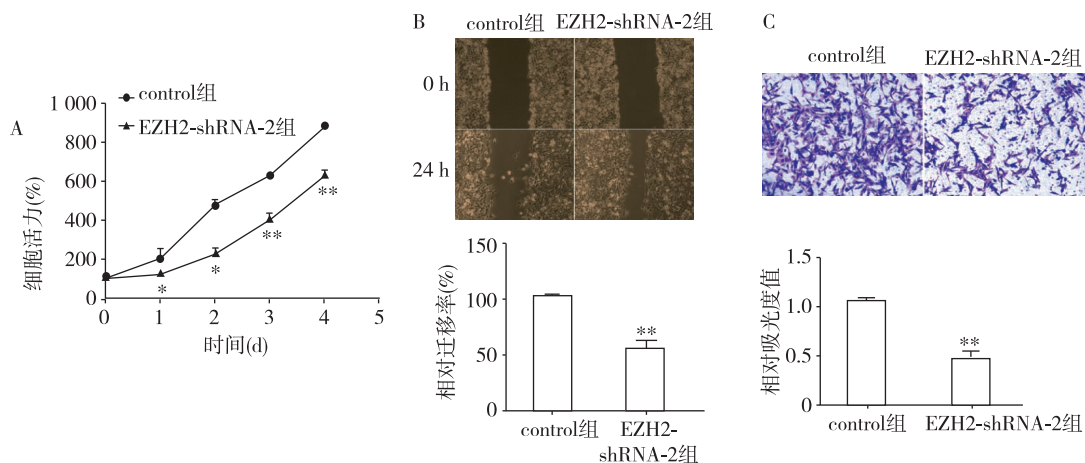 A
1 000
800
600
400
200
0
细胞活力(%)
control组
EZH2-shRNA-2组
*
*
**
**
0 1 2 3 4 5
时间(d)
B
control组 EZH2-shRNA-2组
0 h
24 h
150
100
50
0
相对迁移率(%)
**
control组
EZH2-
shRNA-2组
C
control组 EZH2-shRNA-2组
1.5
1.0
0.5
0.0
相对吸光度值
**
control组 EZH2-shRNA-2组